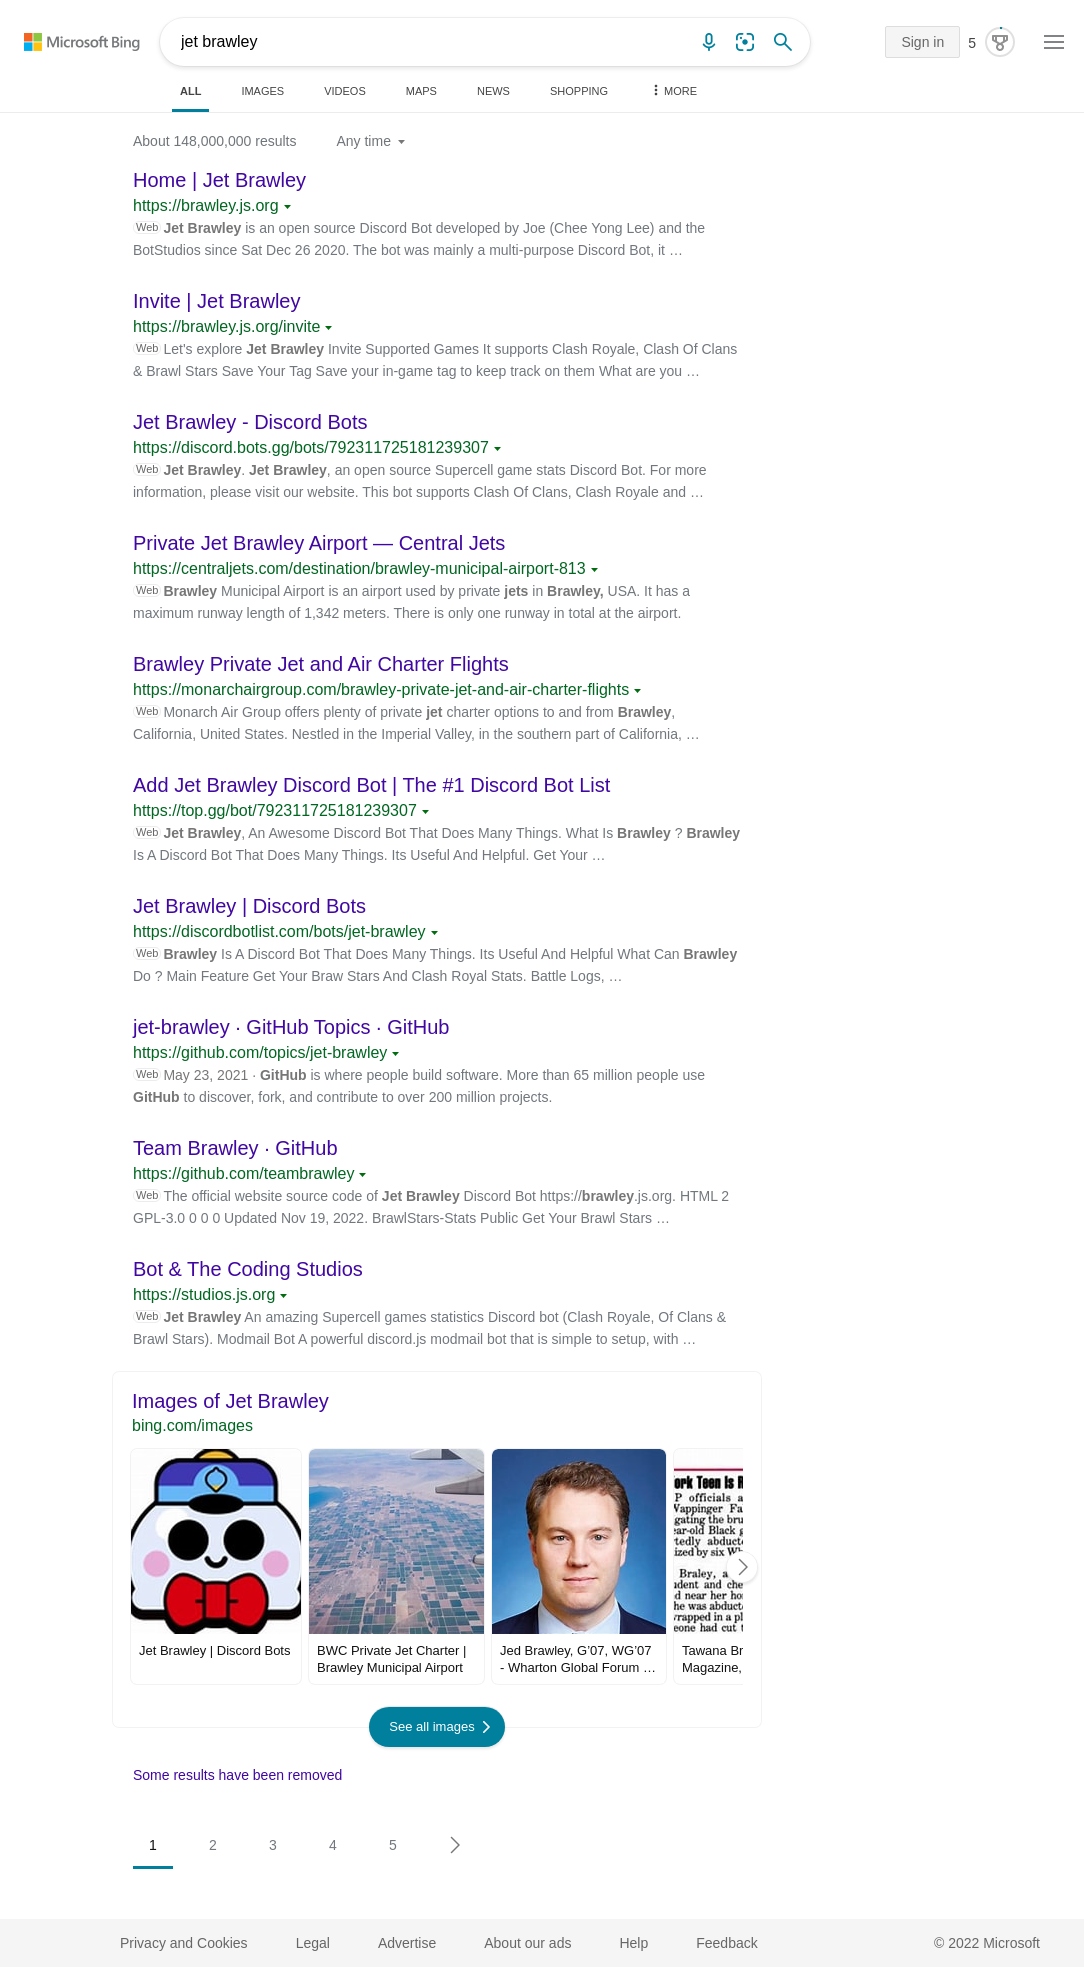 Microsoft Bing
jet brawley
Sign in
5
ALL
IMAGES
VIDEOS
MAPS
NEWS
SHOPPING
MORE
About 148,000,000 results
Any time
Home | Jet Brawley
https://brawley.js.org
Web Jet Brawley is an open source Discord Bot developed by Joe (Chee Yong Lee) and the
BotStudios since Sat Dec 26 2020. The bot was mainly a multi-purpose Discord Bot, it …
Invite | Jet Brawley
https://brawley.js.org/invite
Web Let's explore Jet Brawley Invite Supported Games It supports Clash Royale, Clash Of Clans
& Brawl Stars Save Your Tag Save your in-game tag to keep track on them What are you …
Jet Brawley - Discord Bots
https://discord.bots.gg/bots/792311725181239307
Web Jet Brawley. Jet Brawley, an open source Supercell game stats Discord Bot. For more
information, please visit our website. This bot supports Clash Of Clans, Clash Royale and …
Private Jet Brawley Airport — Central Jets
https://centraljets.com/destination/brawley-municipal-airport-813
Web Brawley Municipal Airport is an airport used by private jets in Brawley, USA. It has a
maximum runway length of 1,342 meters. There is only one runway in total at the airport.
Brawley Private Jet and Air Charter Flights
https://monarchairgroup.com/brawley-private-jet-and-air-charter-flights
Web Monarch Air Group offers plenty of private jet charter options to and from Brawley,
California, United States. Nestled in the Imperial Valley, in the southern part of California, …
Add Jet Brawley Discord Bot | The #1 Discord Bot List
https://top.gg/bot/792311725181239307
Web Jet Brawley, An Awesome Discord Bot That Does Many Things. What Is Brawley ? Brawley
Is A Discord Bot That Does Many Things. Its Useful And Helpful. Get Your …
Jet Brawley | Discord Bots
https://discordbotlist.com/bots/jet-brawley
Web Brawley Is A Discord Bot That Does Many Things. Its Useful And Helpful What Can Brawley
Do ? Main Feature Get Your Braw Stars And Clash Royal Stats. Battle Logs, …
jet-brawley · GitHub Topics · GitHub
https://github.com/topics/jet-brawley
Web May 23, 2021 · GitHub is where people build software. More than 65 million people use
GitHub to discover, fork, and contribute to over 200 million projects.
Team Brawley · GitHub
https://github.com/teambrawley
Web The official website source code of Jet Brawley Discord Bot https://brawley.js.org. HTML 2
GPL-3.0 0 0 0 Updated Nov 19, 2022. BrawlStars-Stats Public Get Your Brawl Stars …
Bot & The Coding Studios
https://studios.js.org
Web Jet Brawley An amazing Supercell games statistics Discord bot (Clash Royale, Of Clans &
Brawl Stars). Modmail Bot A powerful discord.js modmail bot that is simple to setup, with …
Images of Jet Brawley
bing.com/images
ork Teen Is R
P officials a
Wappinger Fa
gating the bru
ear-old Black g
rtedly abducte
ized by six Wh
Braley, a
udent and che
d near her hom
he was abducte
wrapped in a pl
eone had cut t
Jet Brawley | Discord Bots
BWC Private Jet Charter |
Brawley Municipal Airport
Jed Brawley, G'07, WG'07
- Wharton Global Forum …
Tawana Br
Magazine,
See all images
Some results have been removed
1
2
3
4
5
Privacy and Cookies
Legal
Advertise
About our ads
Help
Feedback
© 2022 Microsoft